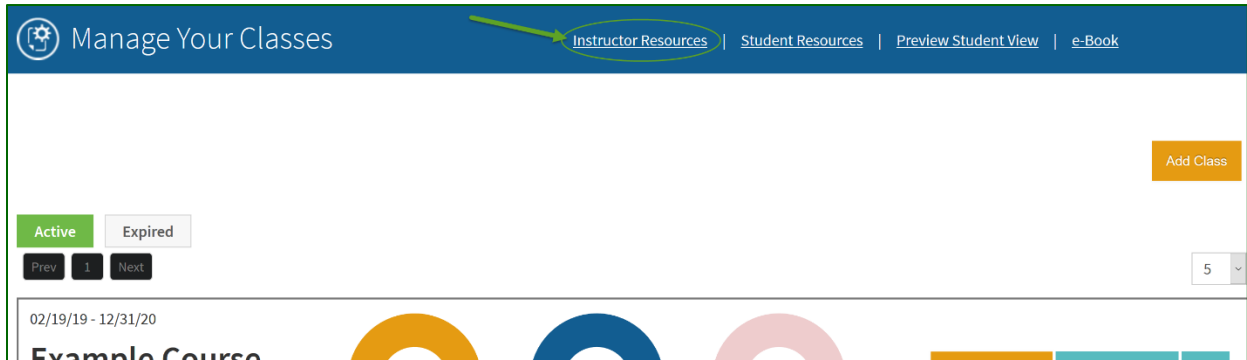 Manage Your Classes
Instructor Resources | Student Resources | Preview Student View | e-Book
Add Class
Active Expired
Prev 1 Next
5
02/19/19 - 12/31/20
Example Course